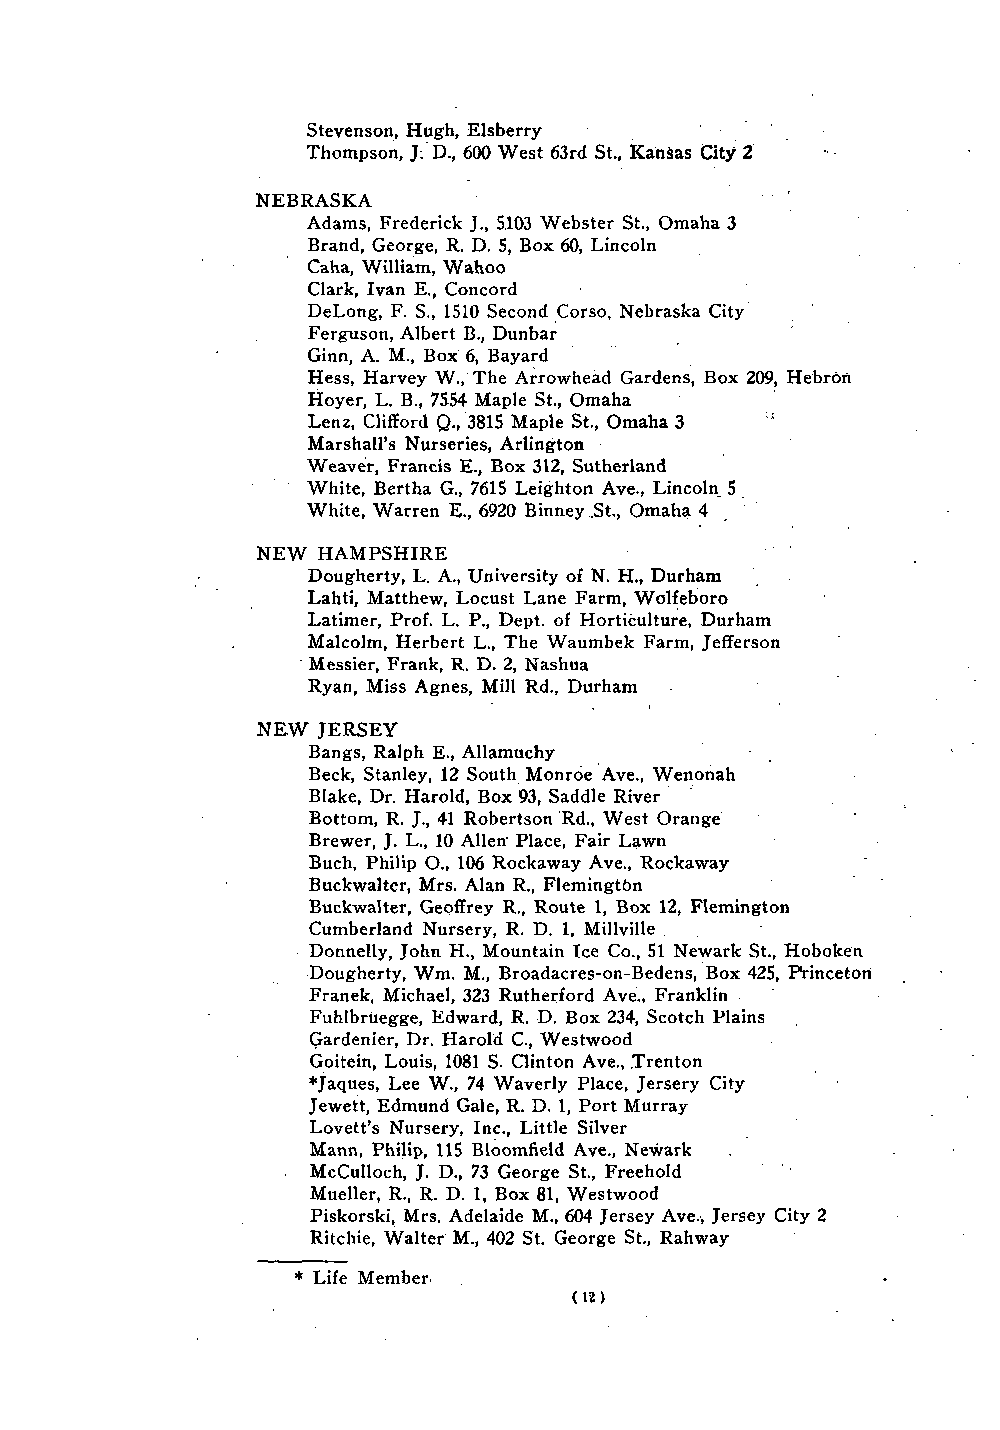 Stevenson, Hugh, Elsberry
Thompson, J. D., 600 West 63rd St., Kansas City 2
NEBRASKA
Adams, Frederick J., 5103 Webster St., Omaha 3
Brand, George, R. D. 5, Box 60, Lincoln
Caha, William, Wahoo
Clark, Ivan E., Concord
DeLong, F. S., 1510 Second Corso, Nebraska City
Ferguson, Albert B., Dunbar
Ginn, A. M., Box 6, Bayard
Hess, Harvey W., The Arrowhead Gardens, Box 209, Hebron
Hoyer, L. B., 7554 Maple St., Omaha
Lenz, Clifford Q., 3815 Maple St., Omaha 3
Marshall's Nurseries, Arlington
Weaver, Francis E., Box 312, Sutherland
White, Bertha G., 7615 Leighton Ave., Lincoln 5
White, Warren E., 6920 Binney St., Omaha 4
NEW HAMPSHIRE
Dougherty, L. A., University of N. H., Durham
Lahti, Matthew, Locust Lane Farm, Wolfeboro
Latimer, Prof. L. P., Dept. of Horticulture, Durham
Malcolm, Herbert L., The Waumbek Farm, Jefferson
Messier, Frank, R. D. 2, Nashua
Ryan, Miss Agnes, Mill Rd., Durham
NEW JERSEY
Bangs, Ralph E., Allamuchy
Beck, Stanley, 12 South Monroe Ave., Wenonah
Blake, Dr. Harold, Box 93, Saddle River
Bottom, R. J., 41 Robertson Rd., West Orange
Brewer, J. L., 10 Allen Place, Fair Lawn
Buch, Philip O., 106 Rockaway Ave., Rockaway
Buckwalter, Mrs. Alan R., Flemington
Buckwalter, Geoffrey R., Route 1, Box 12, Flemington
Cumberland Nursery, R. D. 1, Millville
Donnelly, John H., Mountain Ice Co., 51 Newark St., Hoboken
Dougherty, Wm. M., Broadacres-on-Bedens, Box 425, Princeton
Franek, Michael, 323 Rutherford Ave., Franklin
Fuhlbruegge, Edward, R. D. Box 234, Scotch Plains
Gardenier, Dr. Harold C., Westwood
Goitein, Louis, 1081 S. Clinton Ave., Trenton
*Jaques, Lee W., 74 Waverly Place, Jersery City
Jewett, Edmund Gale, R. D. 1, Port Murray
Lovett's Nursery, Inc., Little Silver
Mann, Philip, 115 Bloomfield Ave., Newark
McCulloch, J. D., 73 George St., Freehold
Mueller, R., R. D. 1, Box 81, Westwood
Piskorski, Mrs. Adelaide M., 604 Jersey Ave., Jersey City 2
Ritchie, Walter M., 402 St. George St., Rahway
* Life Member
(12)